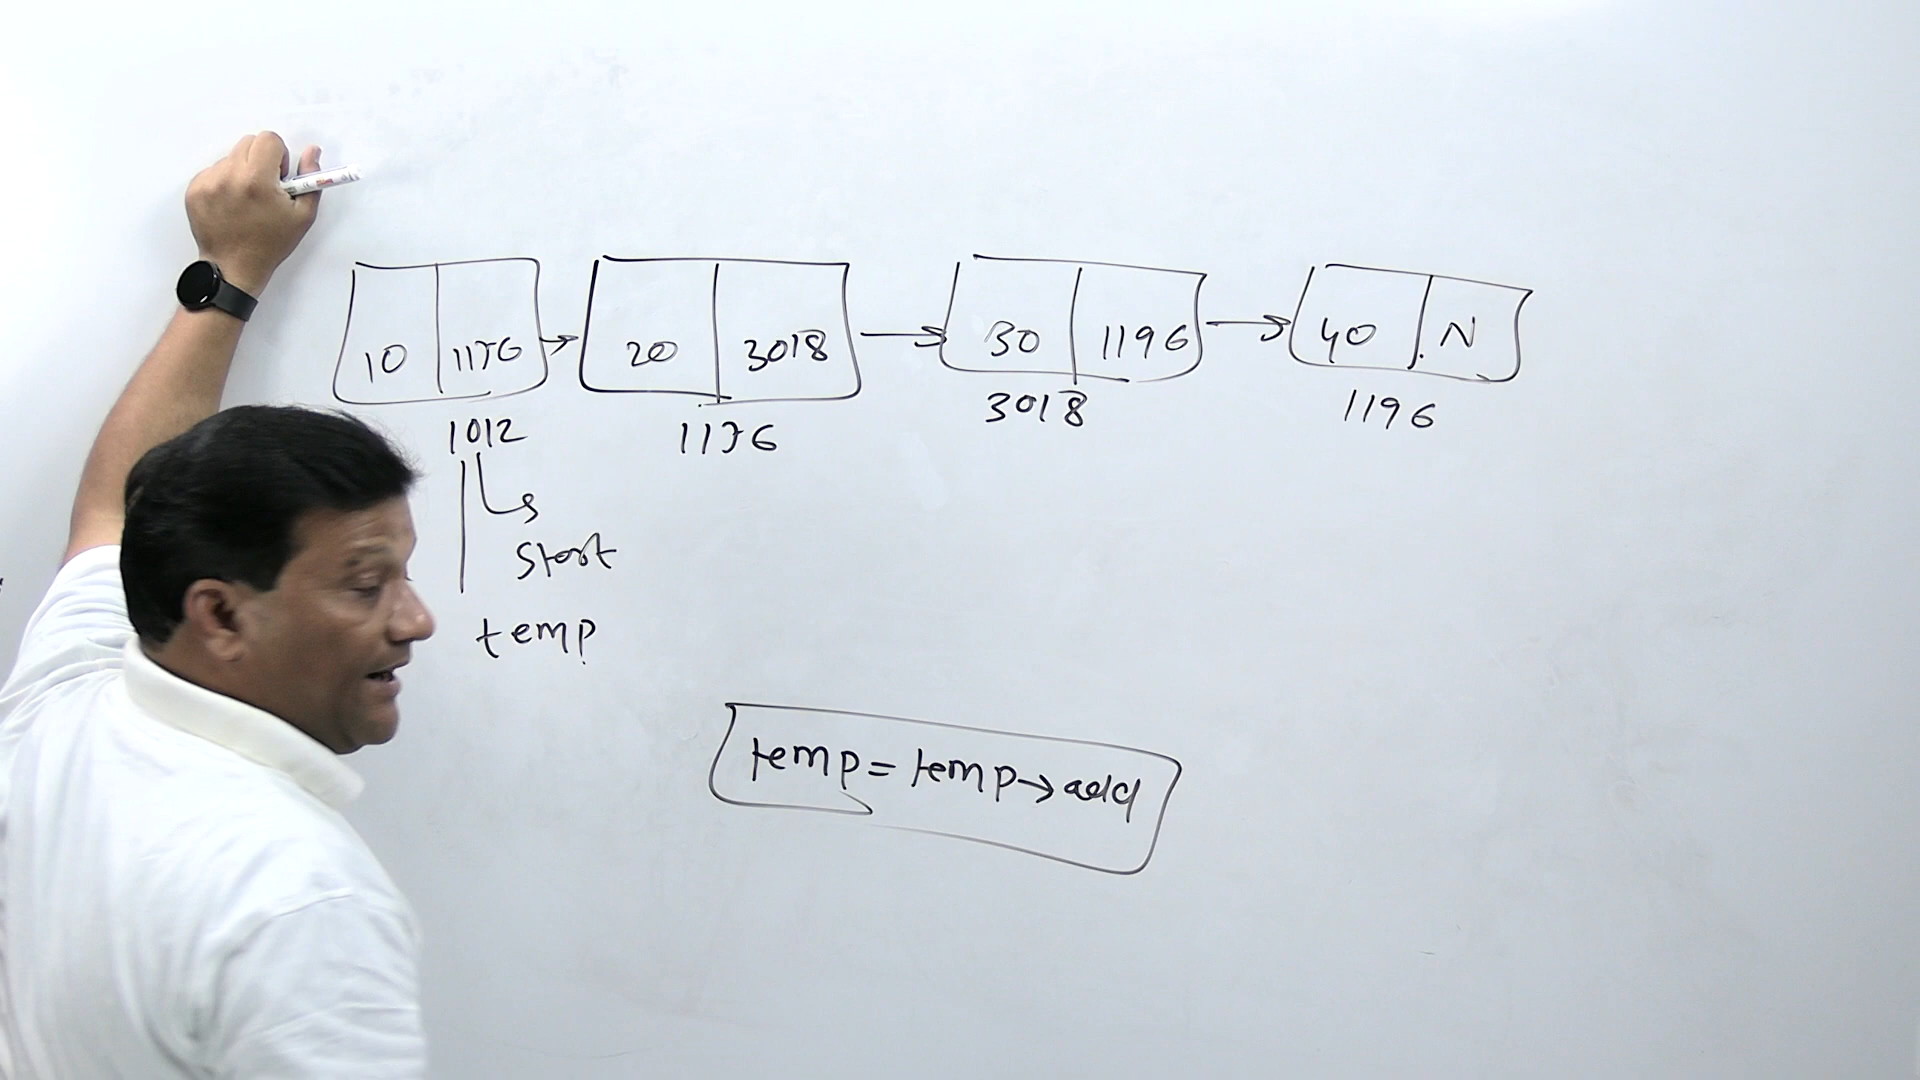 10 1176 20 3018 30 1196 40 N
1012 1176 3018 1196
start
temp
temp = temp→add